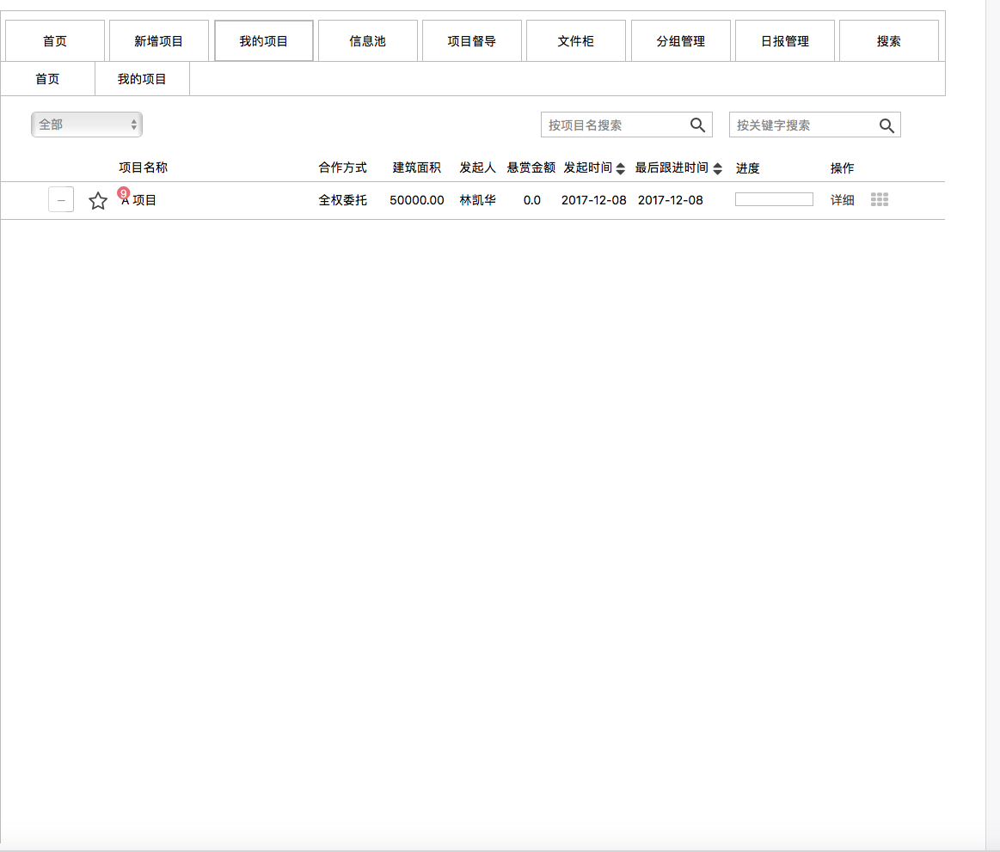 首页 新增项目 我的项目 信息池 项目督导 文件柜 分组管理 日报管理 搜索
首页 我的项目
全部 按项目名搜索 按关键字搜索
项目名称 合作方式 建筑面积 发起人 悬赏金额 发起时间 最后跟进时间 进度 操作
9 A 项目 全权委托 50000.00 林凯华 0.0 2017-12-08 2017-12-08 详细